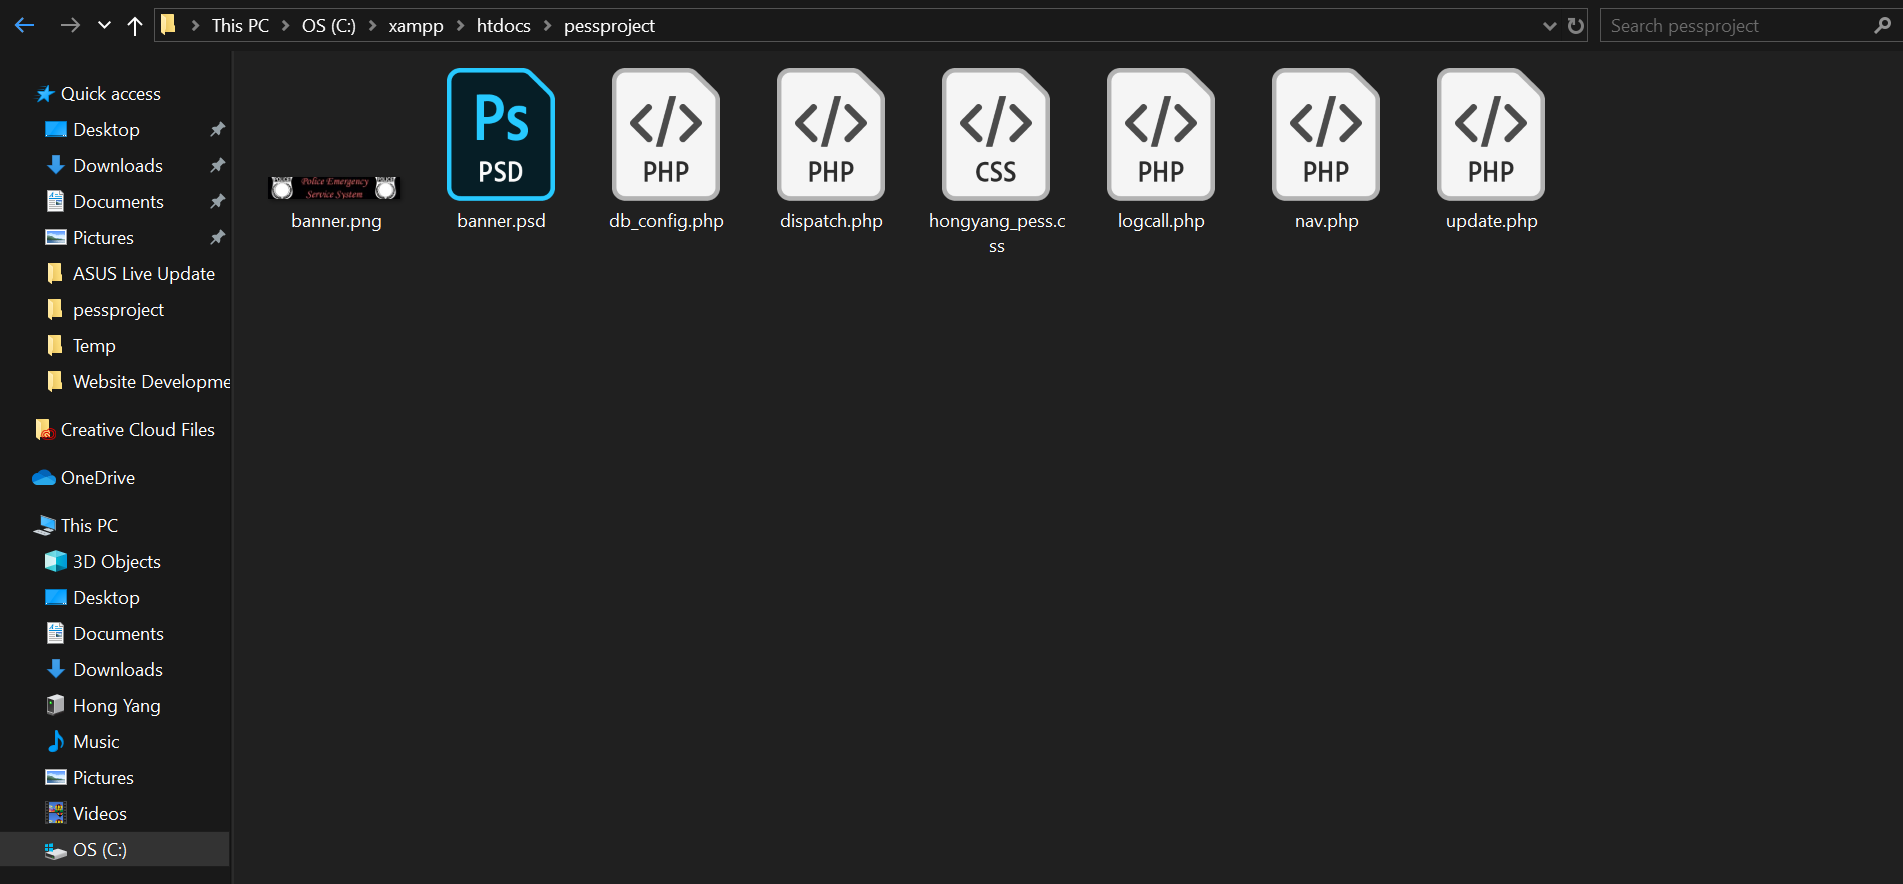 This PC OS (C:) xampp htdocs pessproject
Search pessproject
Quick access
Desktop
Downloads
Documents
Pictures
ASUS Live Update
pessproject
Temp
Website Developme
Creative Cloud Files
OneDrive
This PC
3D Objects
Desktop
Documents
Downloads
Hong Yang
Music
Pictures
Videos
OS (C:)
Police Emergency
Service System
banner.png
Ps
PSD
banner.psd
</>
PHP
db_config.php
</>
PHP
dispatch.php
</>
CSS
hongyang_pess.c
ss
</>
PHP
logcall.php
</>
PHP
nav.php
</>
PHP
update.php